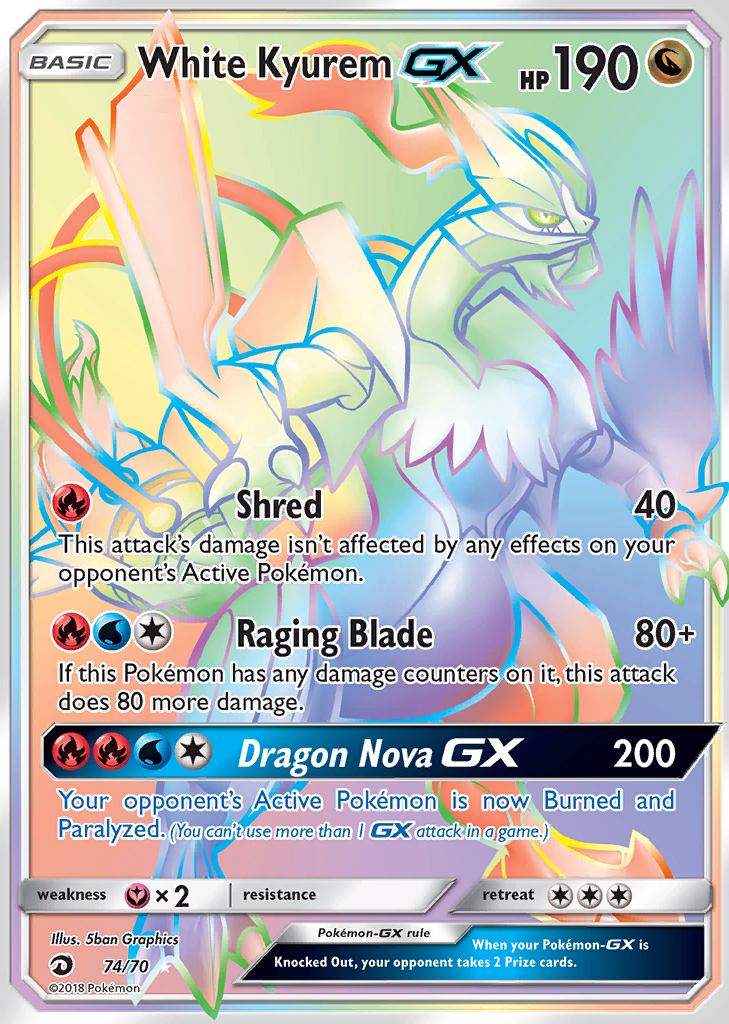 BASIC White Kyurem GX HP 190
Shred 40
This attack's damage isn't affected by any effects on your
opponent's Active Pokémon.
Raging Blade 80+
If this Pokémon has any damage counters on it, this attack
does 80 more damage.
Dragon Nova GX 200
Your opponent's Active Pokémon is now Burned and
Paralyzed. (You can't use more than 1 GX attack in a game.)
weakness ×2 resistance retreat
Illus. 5ban Graphics
74/70
©2018 Pokémon
Pokémon-GX rule
When your Pokémon-GX is
Knocked Out, your opponent takes 2 Prize cards.